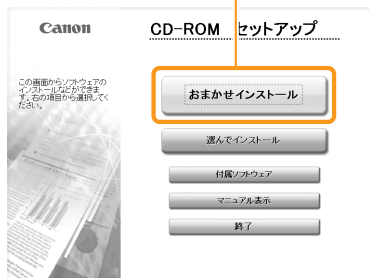 Canon
CD-ROM セットアップ
この画面からソフトウェアの
インストールなどができま
す。右の項目から選択してく
ださい。
おまかせインストール
選んでインストール
付属ソフトウェア
マニュアル表示
終了